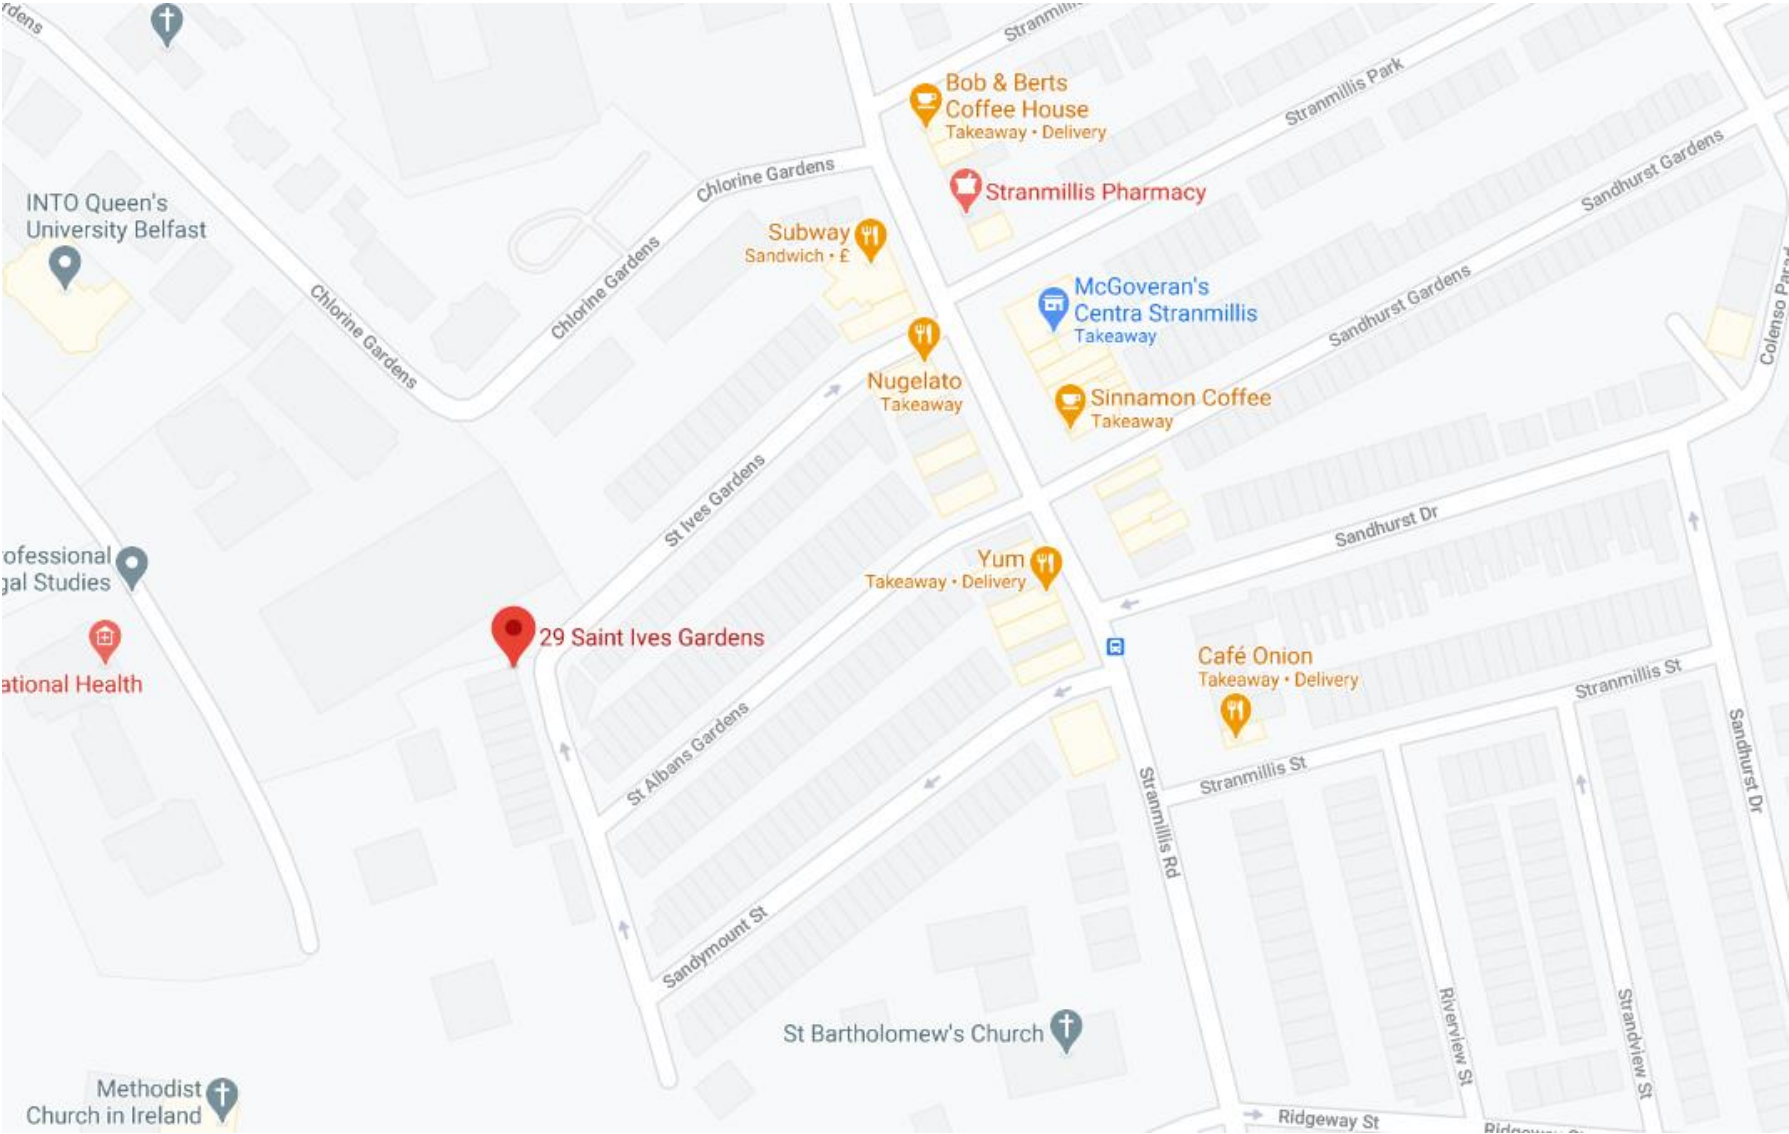 rdens
Stranmillis
Bob & Berts
Coffee House
Takeaway • Delivery
Stranmillis Park
Chlorine Gardens
Stranmillis Pharmacy
Sandhurst Gardens
INTO Queen's
University Belfast
Subway
Sandwich • £
Chlorine Gardens
McGoveran's
Centra Stranmillis
Takeaway
Sandhurst Gardens
Colenso Parad
Chlorine Gardens
Nugelato
Takeaway
Sinnamon Coffee
Takeaway
St Ives Gardens
Sandhurst Dr
ofessional
gal Studies
Yum
Takeaway • Delivery
29 Saint Ives Gardens
Café Onion
Takeaway • Delivery
ational Health
Stranmillis St
St Albans Gardens
Stranmillis St
Sandhurst Dr
Stranmillis Rd
Sandymount St
St Bartholomew's Church
Riverview St
Strandview St
Methodist
Church in Ireland
Ridgeway St